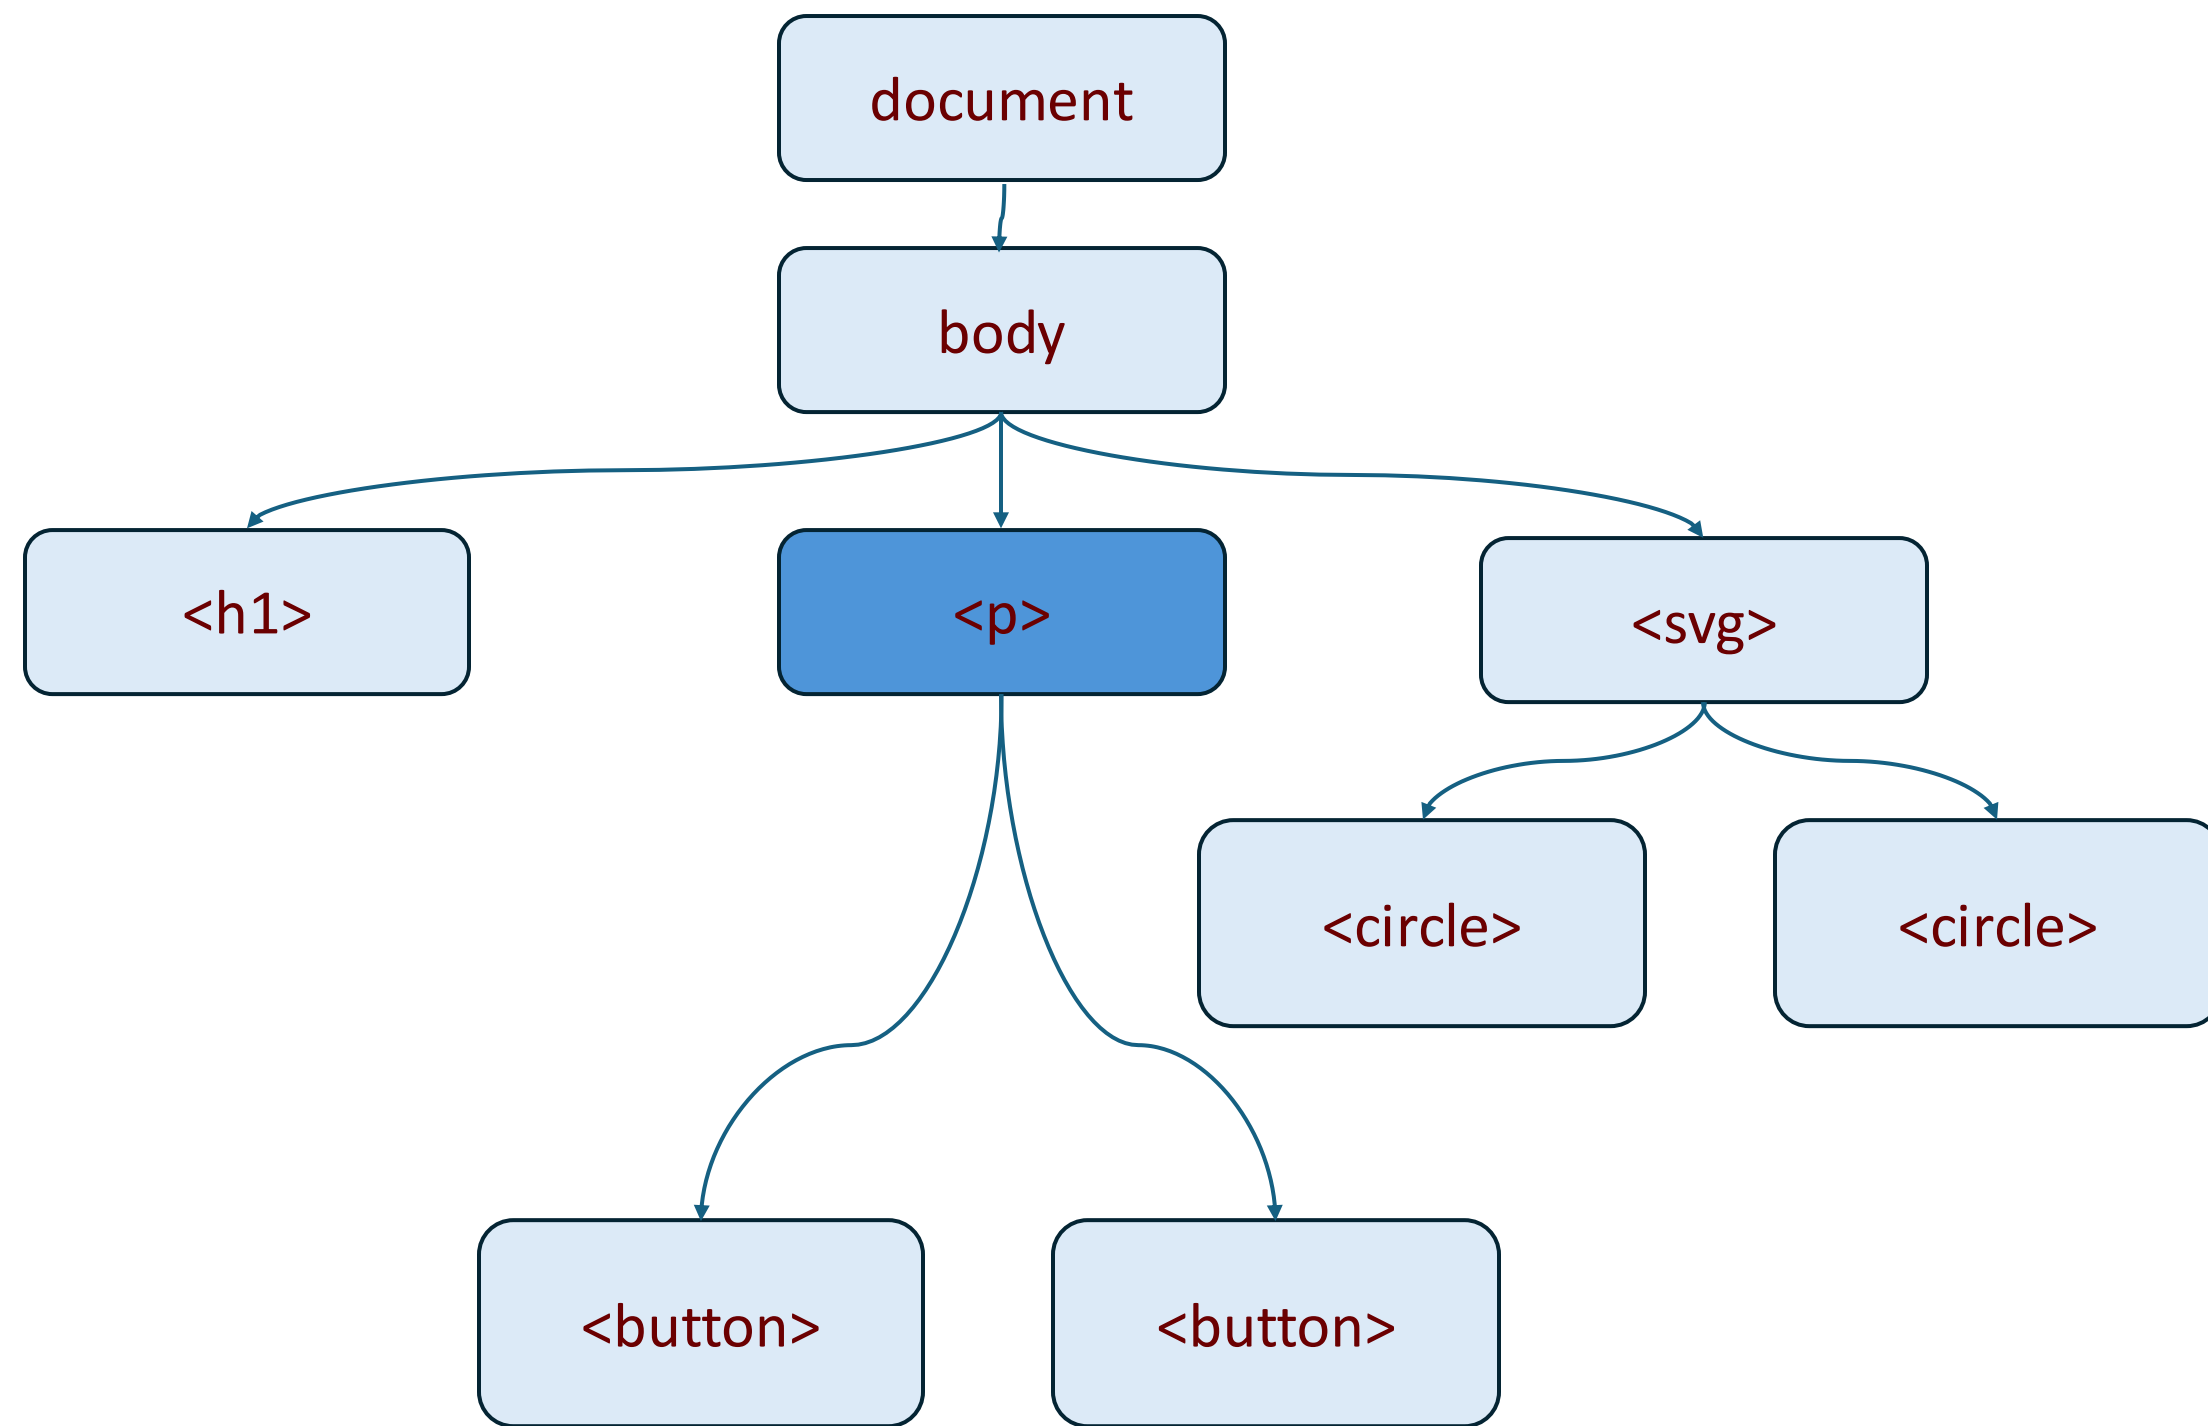 document
body
<h1>
<p>
<svg>
<circle>
<circle>
<button>
<button>